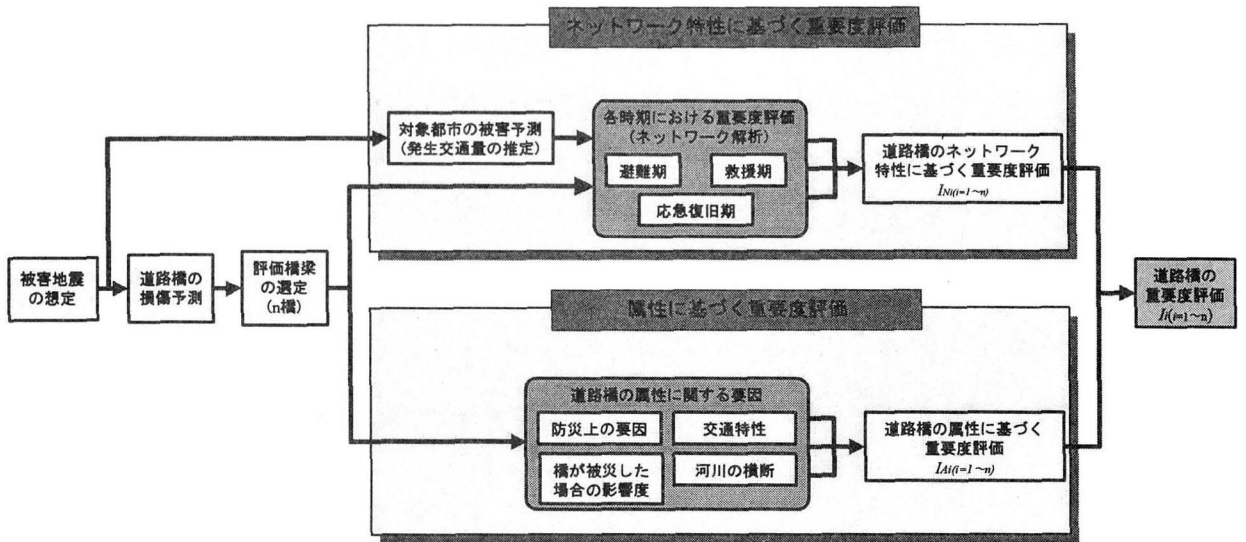 ネットワーク特性に基づく重要度評価
対象都市の被害予測
(発生交通量の推定)
各時期における重要度評価
(ネットワーク解析)
避難期
救援期
応急復旧期
道路橋のネットワーク
特性に基づく重要度評価
I_{Ni(i=1～n)}
被害地震
の想定
道路橋の
損傷予測
評価橋梁
の選定
(n橋)
属性に基づく重要度評価
道路橋の属性に関する要因
防災上の要因
交通特性
橋が被災した
場合の影響度
河川の横断
道路橋の属性に基づく
重要度評価
I_{Ai(i=1～n)}
道路橋の
重要度評価
I_i(i=1～n)